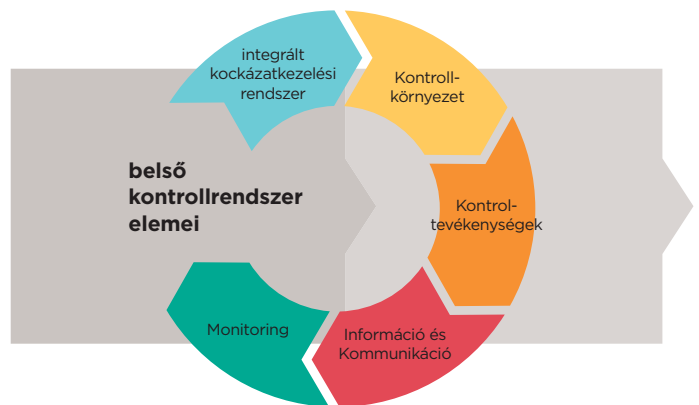 integrált
kockázatkezelési
rendszer
Kontroll-
környezet
belső
kontrollrendszer
elemei
Kontrol-
tevékenységek
Monitoring
Információ és
Kommunikáció